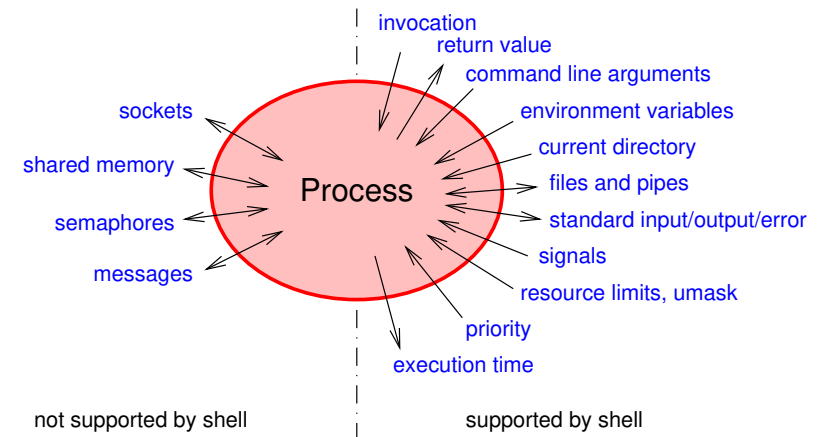 invocation
return value
command line arguments
environment variables
current directory
files and pipes
standard input/output/error
signals
resource limits, umask
priority
execution time
sockets
shared memory
semaphores
messages
Process
not supported by shell
supported by shell